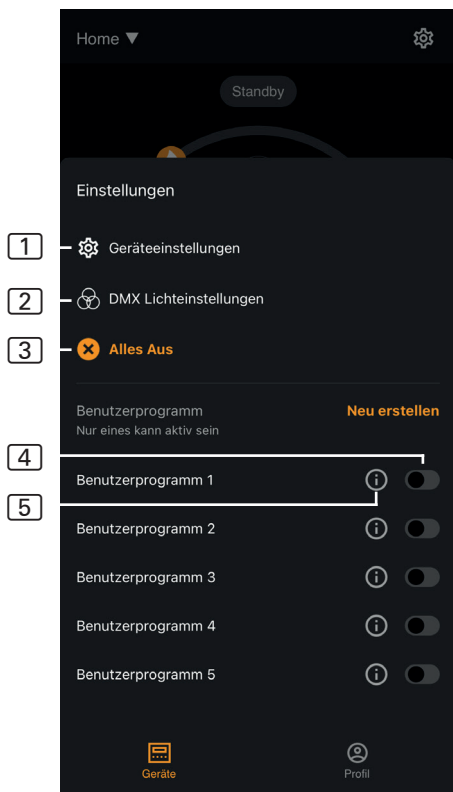 Home ▼
Standby
Einstellungen
1
Geräteeinstellungen
2
DMX Lichteinstellungen
3
Alles Aus
Benutzerprogramm
Neu erstellen
Nur eines kann aktiv sein
4
Benutzerprogramm 1
5
Benutzerprogramm 2
Benutzerprogramm 3
Benutzerprogramm 4
Benutzerprogramm 5
Geräte
Profil